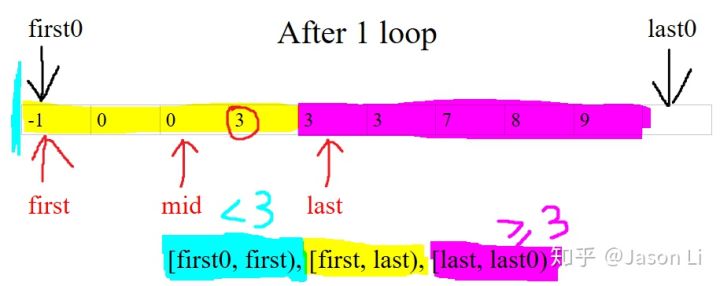 first0 After 1 loop last0
-1 0 0 3 3 3 7 8 9
first mid last
<3 ⩾3
[first0, first), [first, last), [last, last0)
知乎 @Jason Li